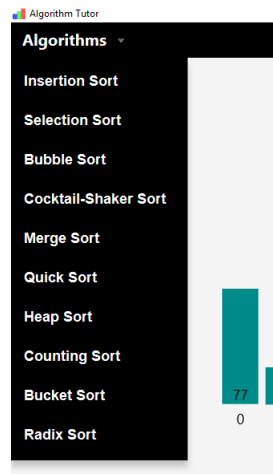 Algorithm Tutor
Algorithms
Insertion Sort
Selection Sort
Bubble Sort
Cocktail-Shaker Sort
Merge Sort
Quick Sort
Heap Sort
Counting Sort
Bucket Sort
Radix Sort
77
0